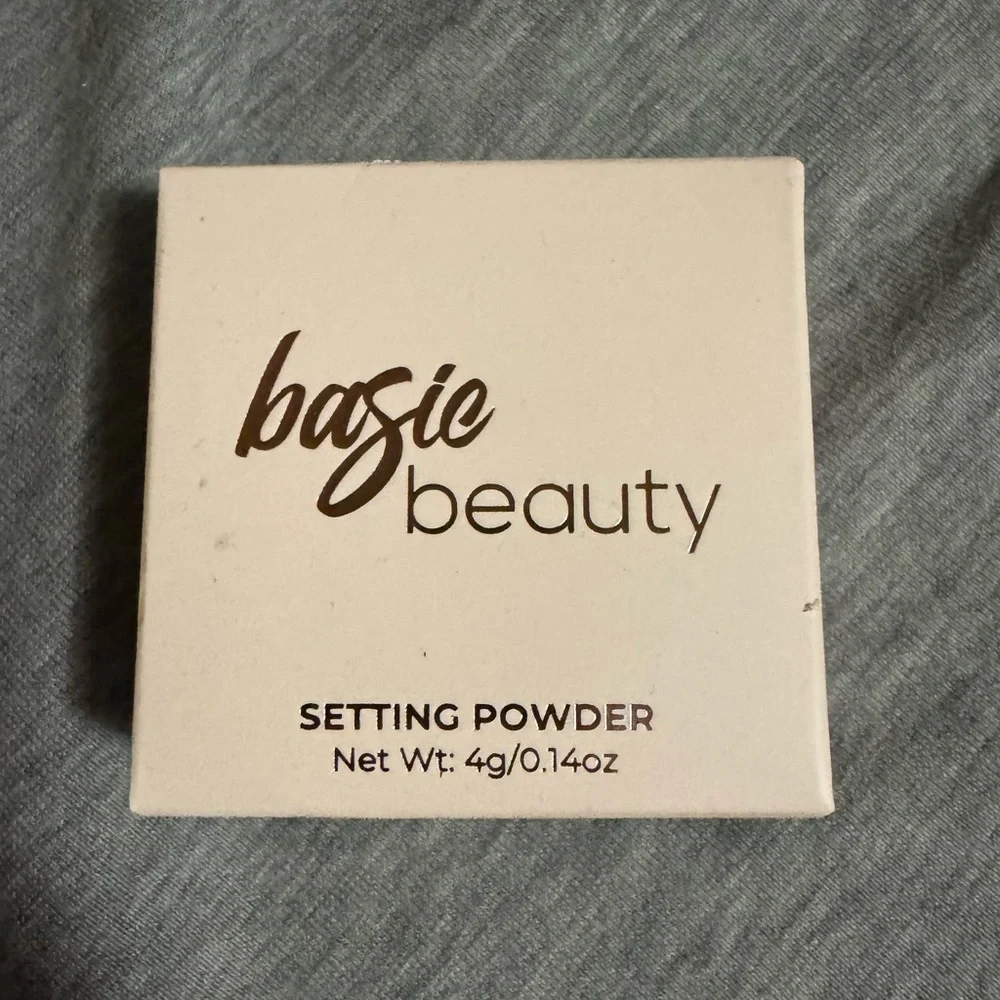 basic
beauty
SETTING POWDER
Net Wt: 4g/0.14oz